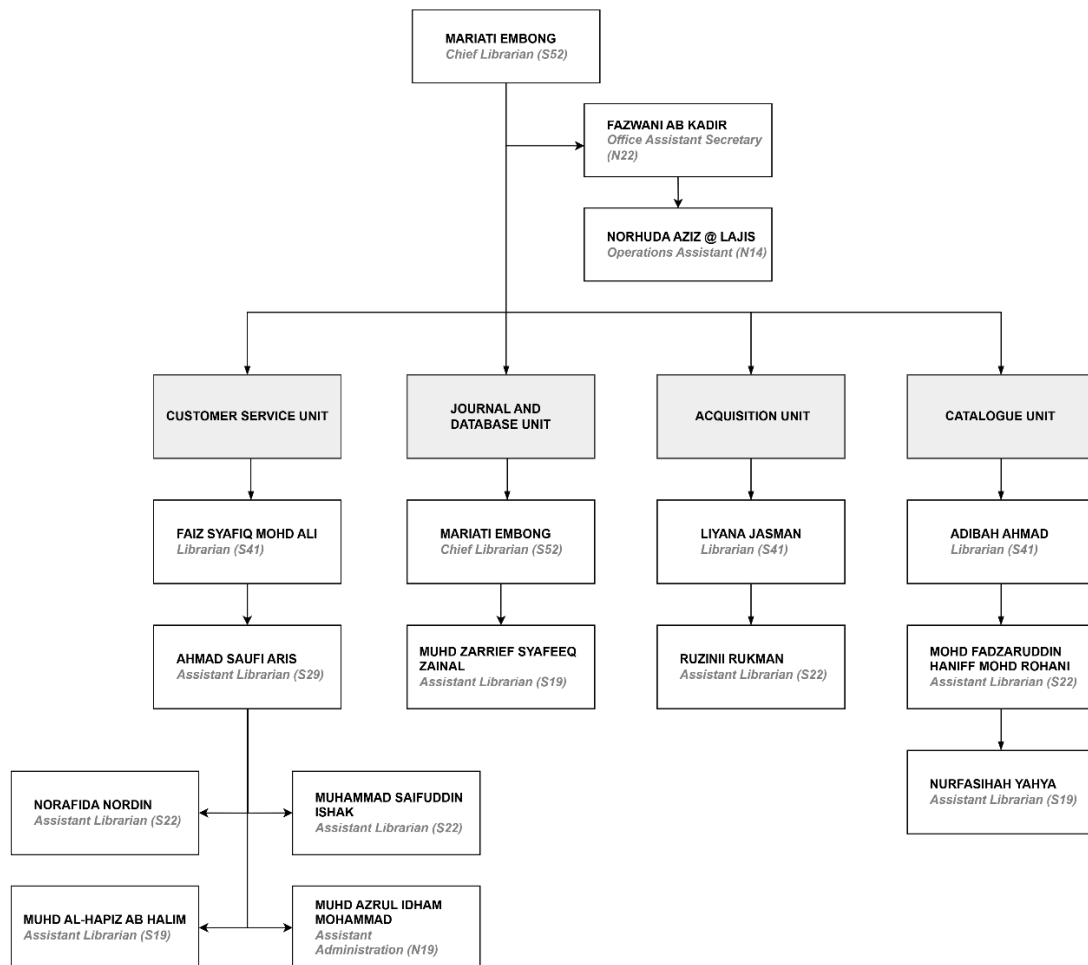 MARIATI EMBONG
Chief Librarian (S52)
FAZWANI AB KADIR
Office Assistant Secretary
(N22)
NORHUDA AZIZ @ LAJIS
Operations Assistant (N14)
CUSTOMER SERVICE UNIT
JOURNAL AND
DATABASE UNIT
ACQUISITION UNIT
CATALOGUE UNIT
FAIZ SYAFIQ MOHD ALI
Librarian (S41)
MARIATI EMBONG
Chief Librarian (S52)
LIYANA JASMAN
Librarian (S41)
ADIBAH AHMAD
Librarian (S41)
AHMAD SAUFI ARIS
Assistant Librarian (S29)
MUHD ZARRIEF SYAFEEQ
ZAINAL
Assistant Librarian (S19)
RUZINII RUKMAN
Assistant Librarian (S22)
MOHD FADZARUDDIN
HANIFF MOHD ROHANI
Assistant Librarian (S22)
NORAFIDA NORDIN
Assistant Librarian (S22)
MUHAMMAD SAIFUDDIN
ISHAK
Assistant Librarian (S22)
NURFASIHAH YAHYA
Assistant Librarian (S19)
MUHD AL-HAPIZ AB HALIM
Assistant Librarian (S19)
MUHD AZRUL IDHAM
MOHAMMAD
Assistant
Administration (N19)